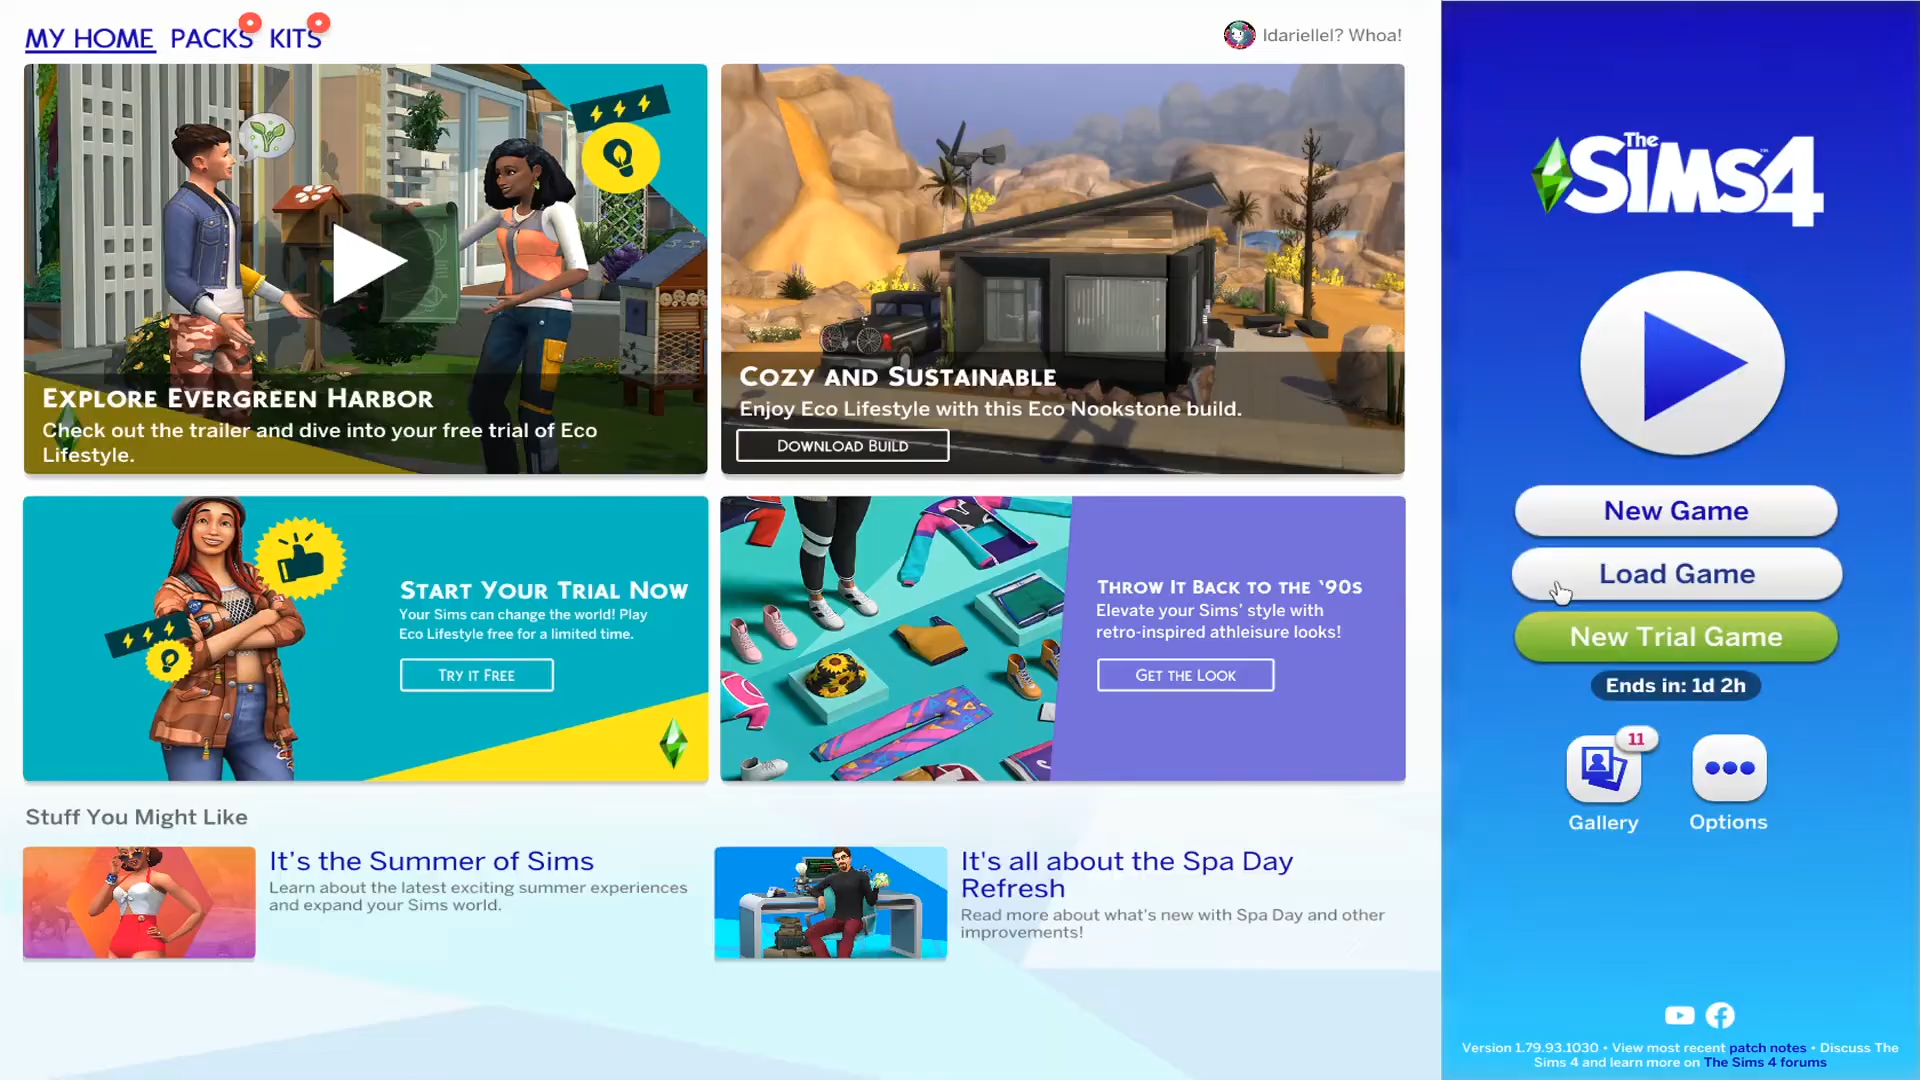 MY HOME PACKS KITS
Idariellel? Whoa!
EXPLORE EVERGREEN HARBOR
Check out the trailer and dive into your free trial of Eco
Lifestyle.
COZY AND SUSTAINABLE
Enjoy Eco Lifestyle with this Eco Nookstone build.
DOWNLOAD BUILD
START YOUR TRIAL NOW
Your Sims can change the world! Play
Eco Lifestyle free for a limited time.
TRY IT FREE
THROW IT BACK TO THE ‘90S
Elevate your Sims’ style with
retro-inspired athleisure looks!
GET THE LOOK
Stuff You Might Like
It's the Summer of Sims
Learn about the latest exciting summer experiences
and expand your Sims world.
It's all about the Spa Day
Refresh
Read more about what's new with Spa Day and other
improvements!
The SIMS 4
New Game
Load Game
New Trial Game
Ends in: 1d 2h
11
Gallery
Options
Version 1.79.93.1030 • View most recent patch notes • Discuss The
Sims 4 and learn more on The Sims 4 forums